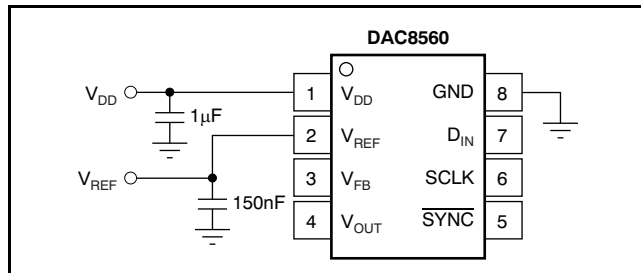 DAC8560
V_DD
1µF
V_REF
150nF
1 V_DD GND 8
2 V_REF D_IN 7
3 V_FB SCLK 6
4 V_OUT S̅Y̅N̅C̅ 5